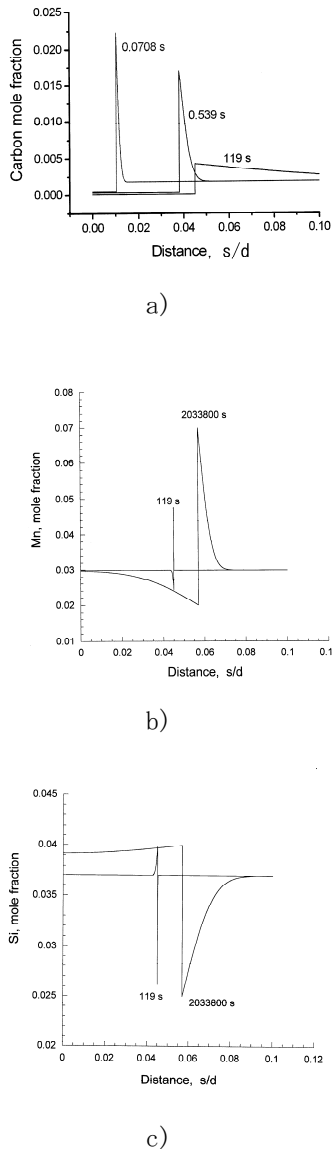 0.025
0.020
0.015
0.010
0.005
0.000
Carbon mole fraction
0.0708 s
0.539 s
119 s
0.00 0.02 0.04 0.06 0.08 0.10
Distance, s/d
a)
0.08
0.07
0.06
0.05
0.04
0.03
0.02
0.01
Mn, mole fraction
2033800 s
119 s
0 0.02 0.04 0.06 0.08 0.1 0.1
Distance, s/d
b)
0.045
0.04
0.035
0.03
0.025
0.02
Si, mole fraction
119 s
2033800 s
0 0.02 0.04 0.06 0.08 0.1 0.12
Distance, s/d
c)